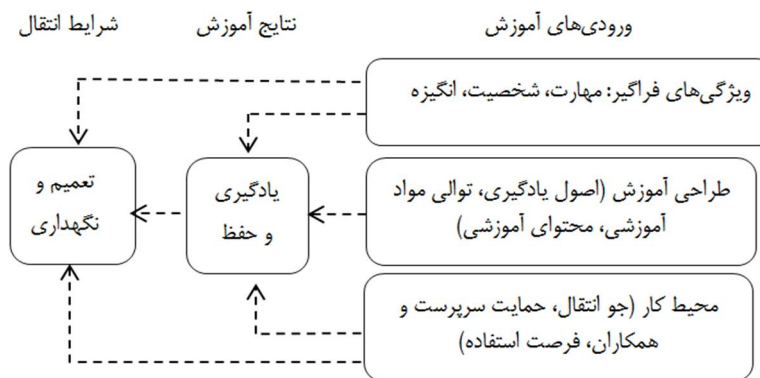 ورودی‌های آموزش
نتایج آموزش
شرایط انتقال
ویژگی‌های فراگیر: مهارت، شخصیت، انگیزه
طراحی آموزش (اصول یادگیری، توالی مواد
آموزشی، محتوای آموزشی)
محیط کار (جو انتقال، حمایت سرپرست و
همکاران، فرصت استفاده)
یادگیری
و حفظ
تعمیم و
نگهداری